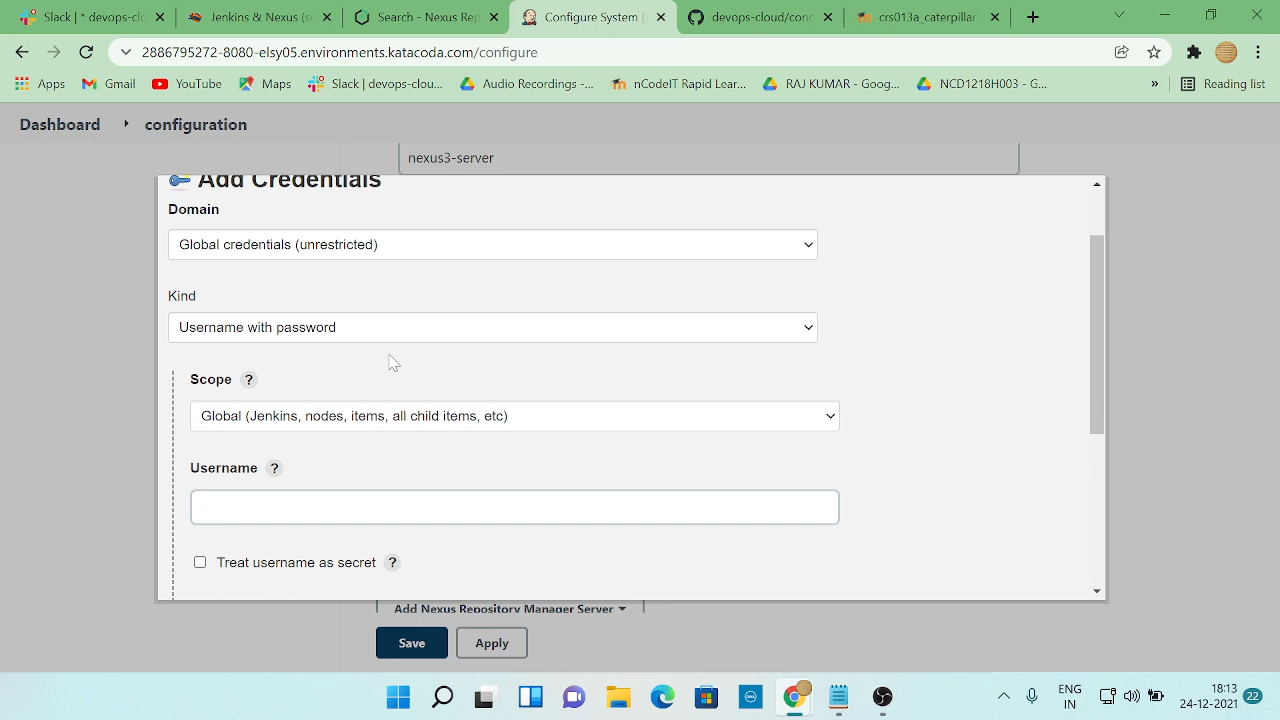 Slack | * devops-clo
Jenkins & Nexus (s
Search - Nexus Rep
Configure System [
devops-cloud/conc
crs013a_caterpillar
2886795272-8080-elsy05.environments.katacoda.com/configure
Apps
Gmail
YouTube
Maps
Slack | devops-clou...
Audio Recordings -...
nCodeIT Rapid Lear...
RAJ KUMAR - Goog...
NCD1218H003 - G...
»
Reading list
Dashboard
configuration
nexus3-server
Add Credentials
Domain
Global credentials (unrestricted)
Kind
Username with password
Scope ?
Global (Jenkins, nodes, items, all child items, etc)
Username ?
Treat username as secret ?
Add Nexus Repository Manager Server
Save
Apply
DELL
ENG
IN
18:13
24-12-2021
22